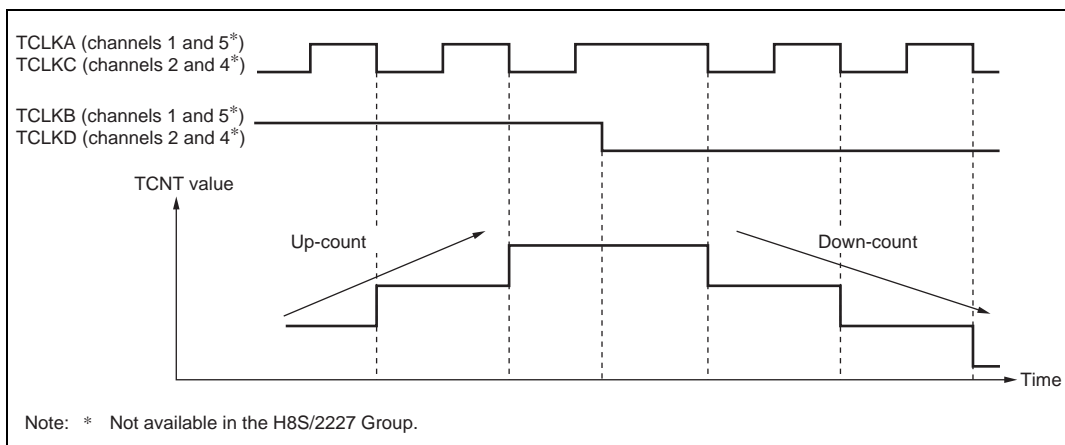 TCLKA (channels 1 and 5*)
TCLKC (channels 2 and 4*)
TCLKB (channels 1 and 5*)
TCLKD (channels 2 and 4*)
TCNT value
Up-count
Down-count
Time
Note: * Not available in the H8S/2227 Group.